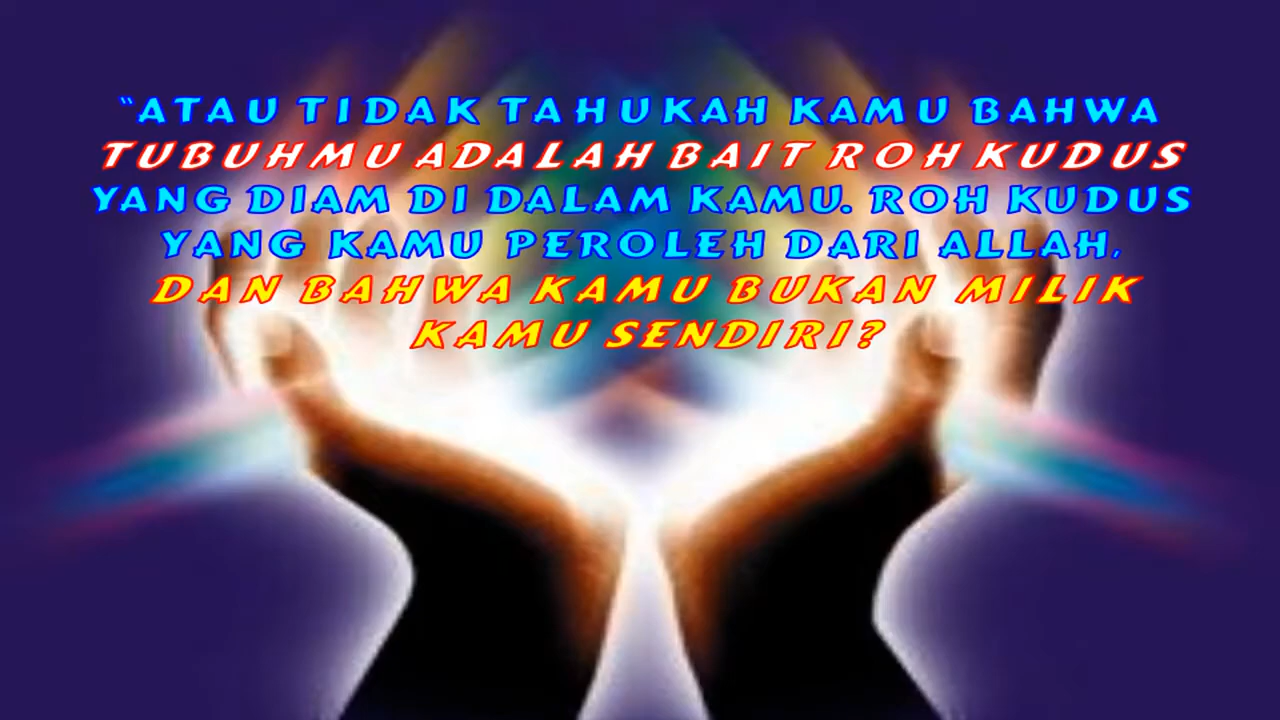 “ATAU TIDAK TAHUKAH KAMU BAHWA
TUBUHMU ADALAH BAIT ROH KUDUS
YANG DIAM DI DALAM KAMU. ROH KUDUS
YANG KAMU PEROLEH DARI ALLAH,
DAN BAHWA KAMU BUKAN MILIK
KAMU SENDIRI?